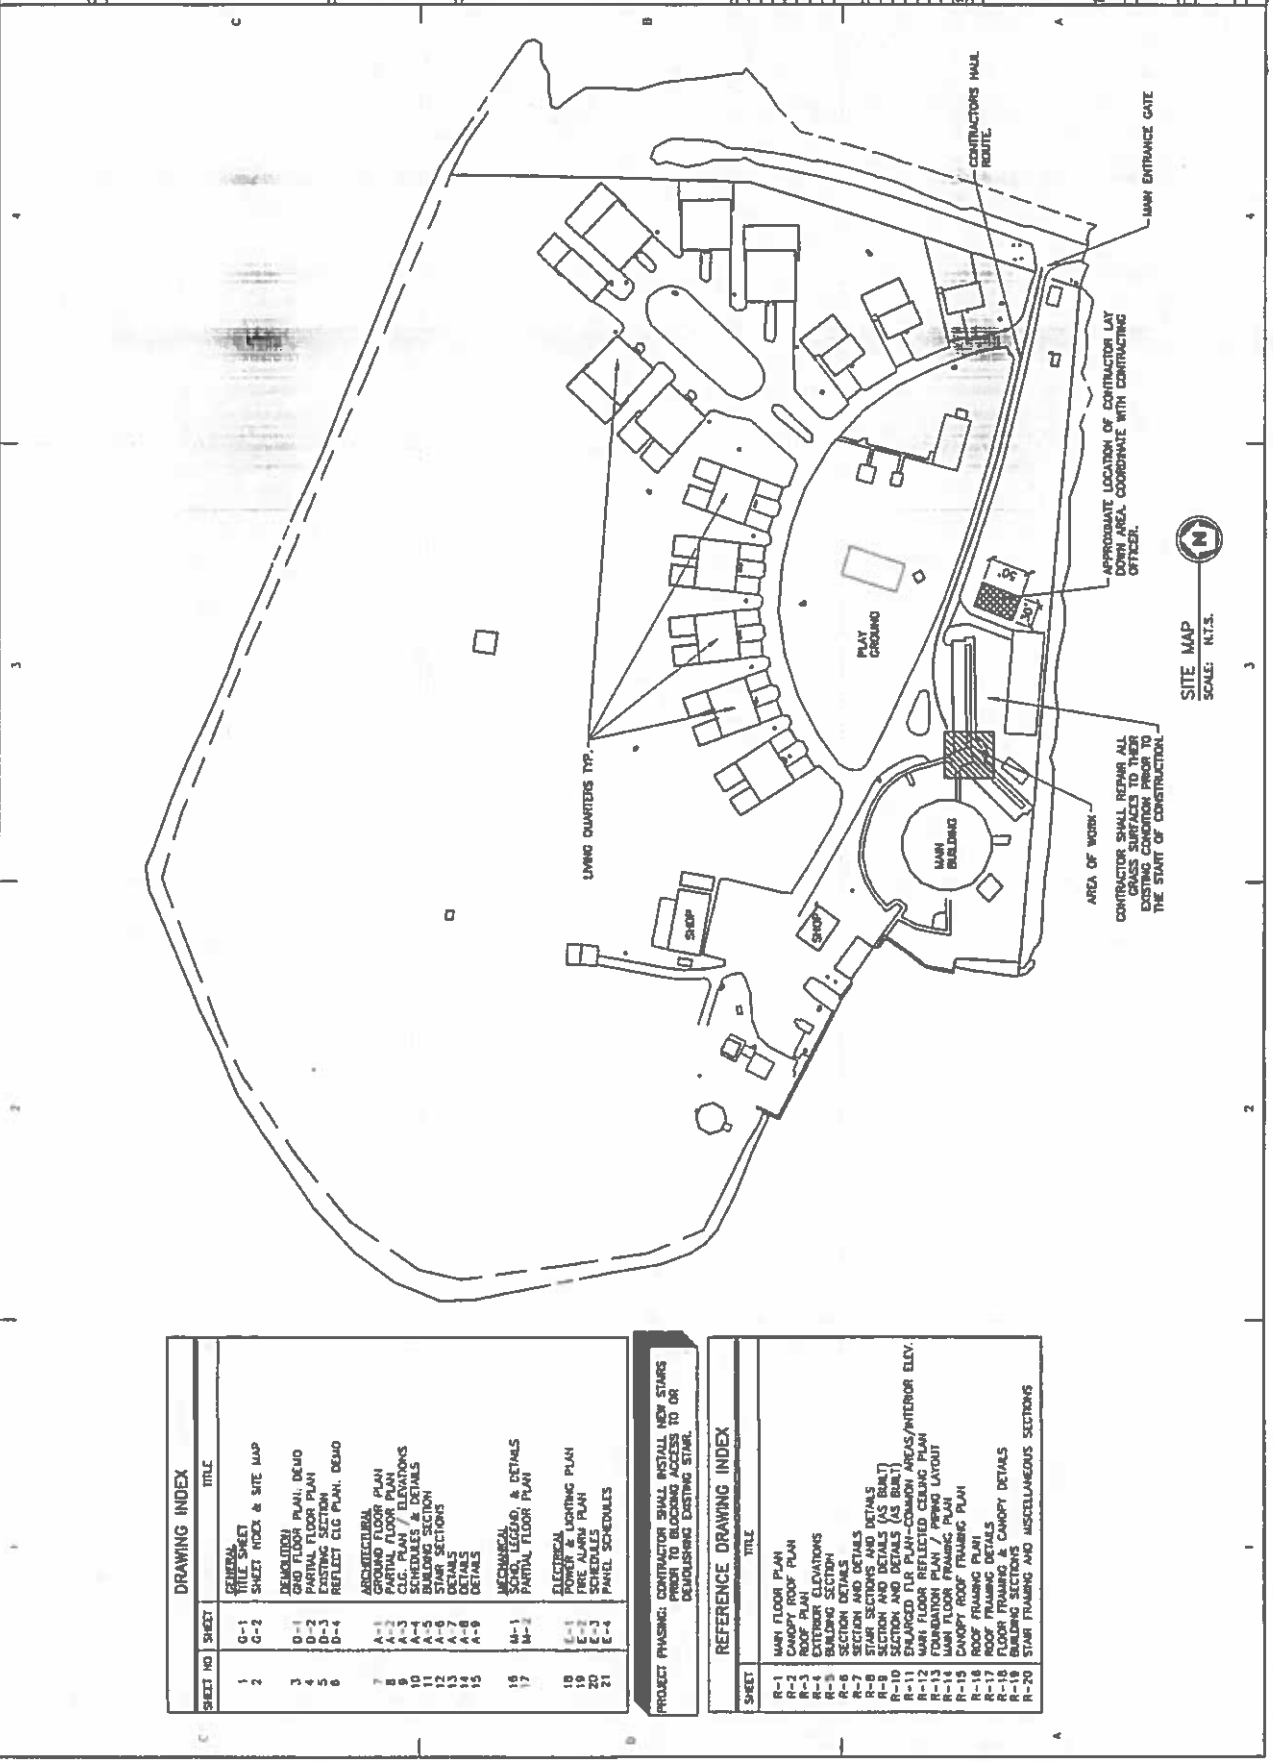 DRAWING INDEX
SHEET NO SHEET TITLE
GENERAL
1 G-1 TITLE SHEET
2 G-2 SHEET INDEX & SITE MAP
DEMOLITION
3 D-1 GND FLOOR PLAN, DEMO
4 D-2 PARTIAL FLOOR PLAN
5 D-3 EXISTING SECTION
6 D-4 REFLECT CLG PLAN, DEMO
ARCHITECTURAL
7 A-1 GROUND FLOOR PLAN
8 A-2 PARTIAL FLOOR PLAN
9 A-3 CLG. PLAN / ELEVATIONS
10 A-4 SCHEDULES & DETAILS
11 A-5 BUILDING SECTION
12 A-6 STAIR SECTIONS
13 A-7 DETAILS
14 A-8 DETAILS
15 A-9 DETAILS
MECHANICAL
16 M-1 SCHD, LEGEND, & DETAILS
17 M-2 PARTIAL FLOOR PLAN
ELECTRICAL
18 E-1 POWER & LIGHTING PLAN
19 E-2 FIRE ALARM PLAN
20 E-3 SCHEDULES
21 E-4 PANEL SCHEDULES
PROJECT PHASING: CONTRACTOR SHALL INSTALL NEW STAIRS
PRIOR TO BLOCKING ACCESS TO OR
DEMOLISHING EXISTING STAIR.
REFERENCE DRAWING INDEX
SHEET TITLE
R-1 MAIN FLOOR PLAN
R-2 CANOPY ROOF PLAN
R-3 ROOF PLAN
R-4 EXTERIOR ELEVATIONS
R-5 BUILDING SECTION
R-6 SECTION DETAILS
R-7 SECTION AND DETAILS
R-8 STAIR SECTIONS AND DETAILS
R-9 SECTION AND DETAILS (AS BUILT)
R-10 SECTION AND DETAILS (AS BUILT)
R-11 ENLARGED FLR PLAN-COMMON AREAS/INTERIOR ELEV.
R-12 MAIN FLOOR REFLECTED CEILING PLAN
R-13 FOUNDATION PLAN / PIPING LAYOUT
R-14 MAIN FLOOR FRAMING PLAN
R-15 CANOPY ROOF FRAMING PLAN
R-16 ROOF FRAMING PLAN
R-17 ROOF FRAMING DETAILS
R-18 FLOOR FRAMING & CANOPY DETAILS
R-19 BUILDING SECTIONS
R-20 STAIR FRAMING AND MISCELLANEOUS SECTIONS
LIVING QUARTERS TYP.
SHOP
SHOP
MAIN
BUILDING
PLAY
GROUND
50'
50'
AREA OF WORK
CONTRACTOR SHALL REPAIR ALL
GRASS SURFACES TO THEIR
EXISTING CONDITION PRIOR TO
THE START OF CONSTRUCTION.
APPROXIMATE LOCATION OF CONTRACTOR LAY
DOWN AREA. COORDINATE WITH CONTRACTING
OFFICER.
CONTRACTORS HAUL
ROUTE.
MAIN ENTRANCE GATE
SITE MAP
SCALE: N.T.S.
N
1
2
3
4
2
3
4
C
B
A
C
A